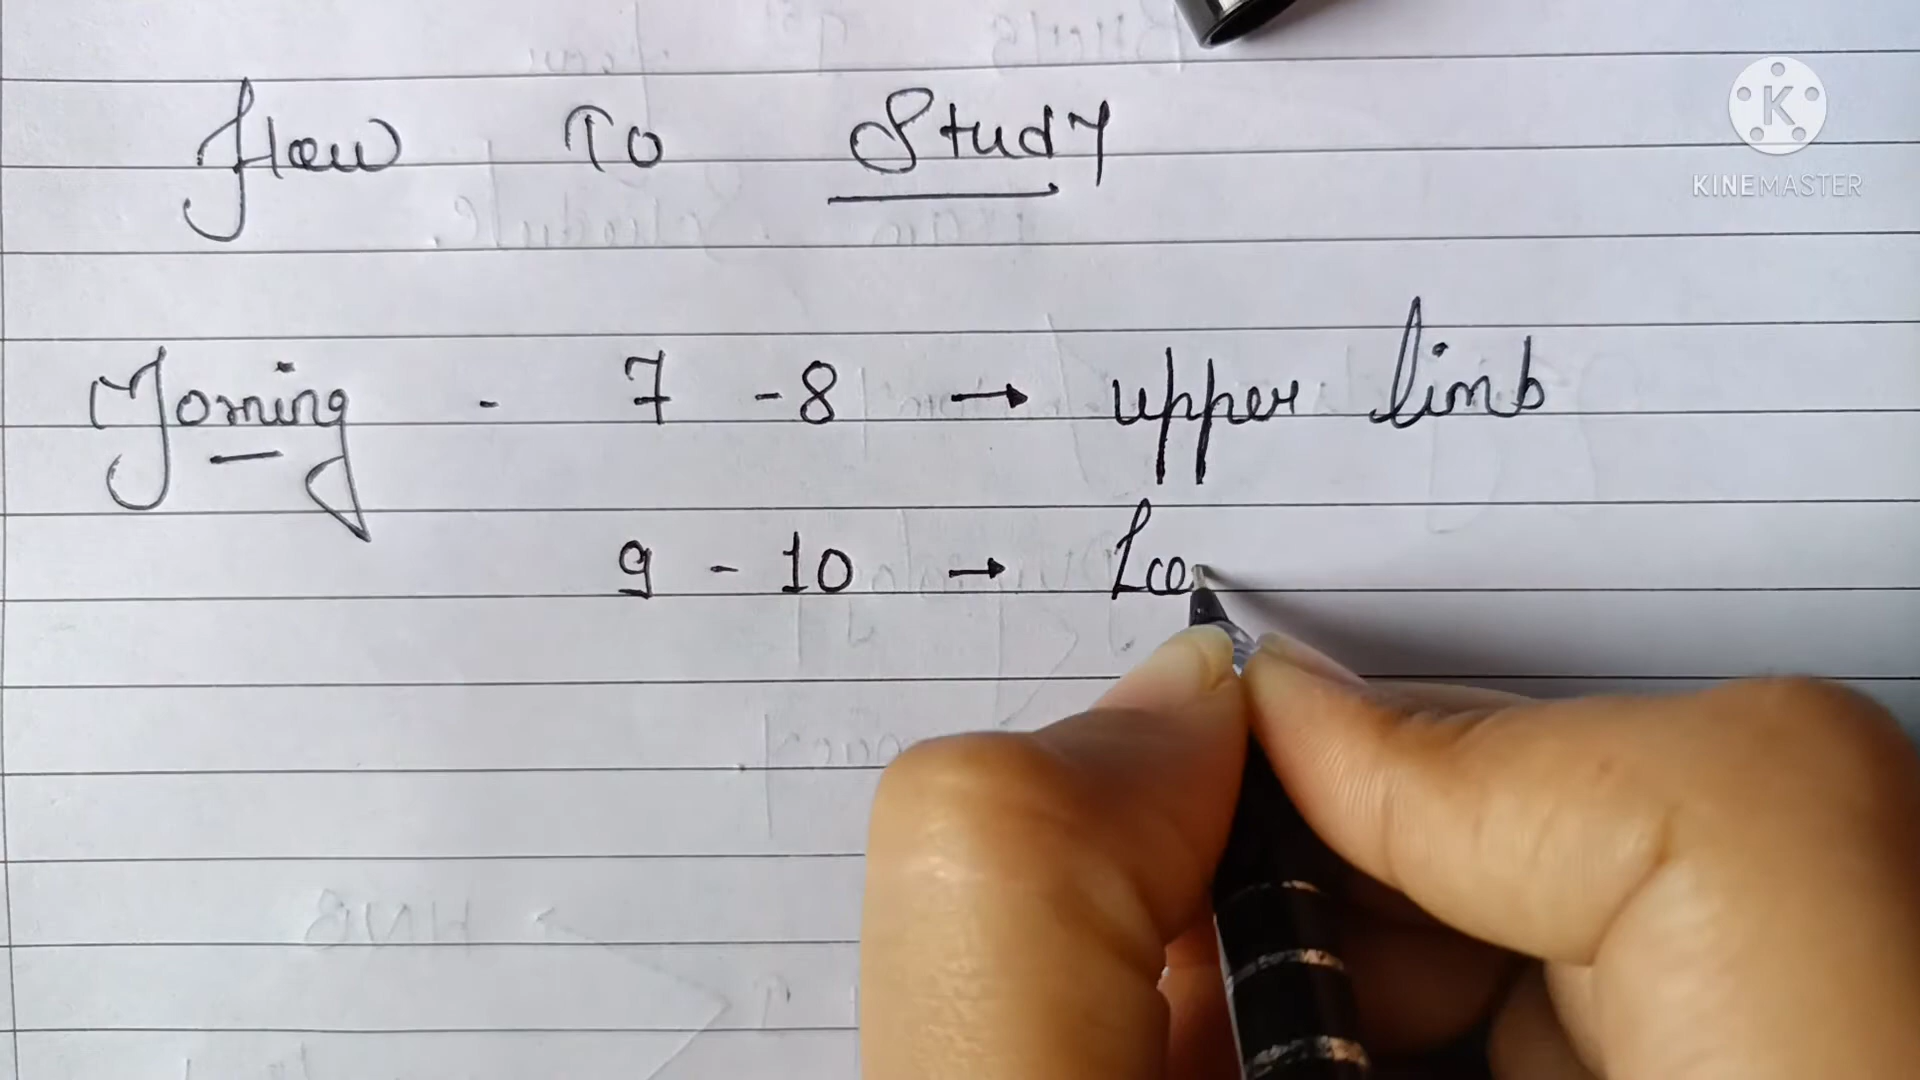 How To Study
KINEMASTER
Morning - 7 - 8 → upper limb
9 - 10 →